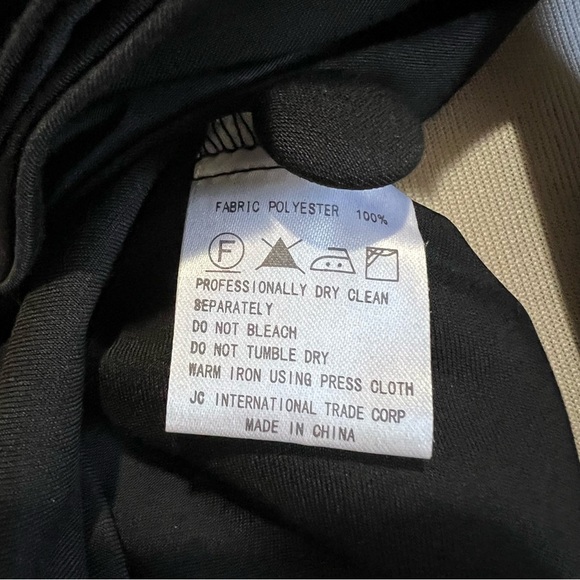 FABRIC POLYESTER 100%
F
PROFESSIONALLY DRY CLEAN
SEPARATELY
DO NOT BLEACH
DO NOT TUMBLE DRY
WARM IRON USING PRESS CLOTH
JC INTERNATIONAL TRADE CORP
MADE IN CHINA